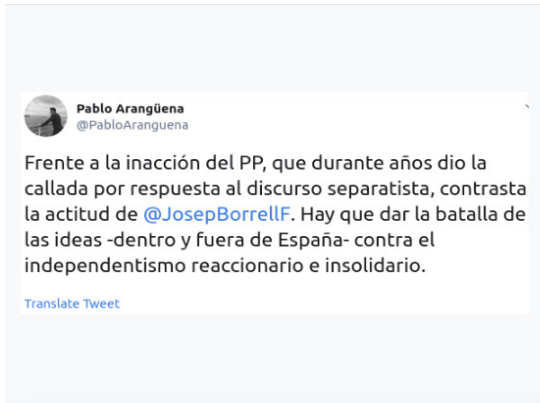 Pablo Arangüena
@PabloAranguena
Frente a la inacción del PP, que durante años dio la
callada por respuesta al discurso separatista, contrasta
la actitud de @JosepBorrellF. Hay que dar la batalla de
las ideas -dentro y fuera de España- contra el
independentismo reaccionario e insolidario.
Translate Tweet